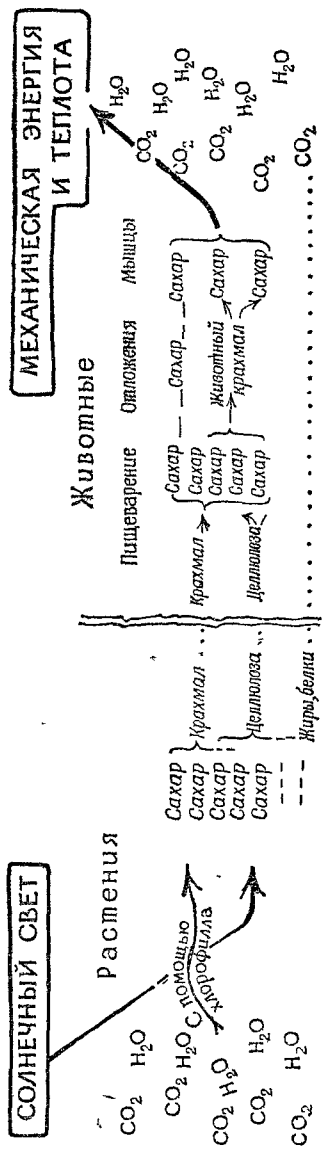 СОЛНЕЧНЫЙ СВЕТ
Растения
CO₂ H₂O
CO₂ H₂O
CO₂ H₂O
CO₂ H₂O
CO₂ H₂O
С помощью
хлорофилла
Сахар
Сахар
Сахар
Сахар
Сахар
Крахмал
Целлюлоза
Жиры, белки
МЕХАНИЧЕСКАЯ ЭНЕРГИЯ
И ТЕПЛОТА
Животные
Пищеварение Отложения Мышцы
Крахмал
Целлюлоза
Сахар
Сахар
Сахар
Сахар
Сахар
Сахар
Животный
крахмал
Сахар
Сахар
Сахар
CO₂ H₂O
CO₂ H₂O
CO₂ H₂O
CO₂ H₂O
CO₂ H₂O
CO₂ H₂O